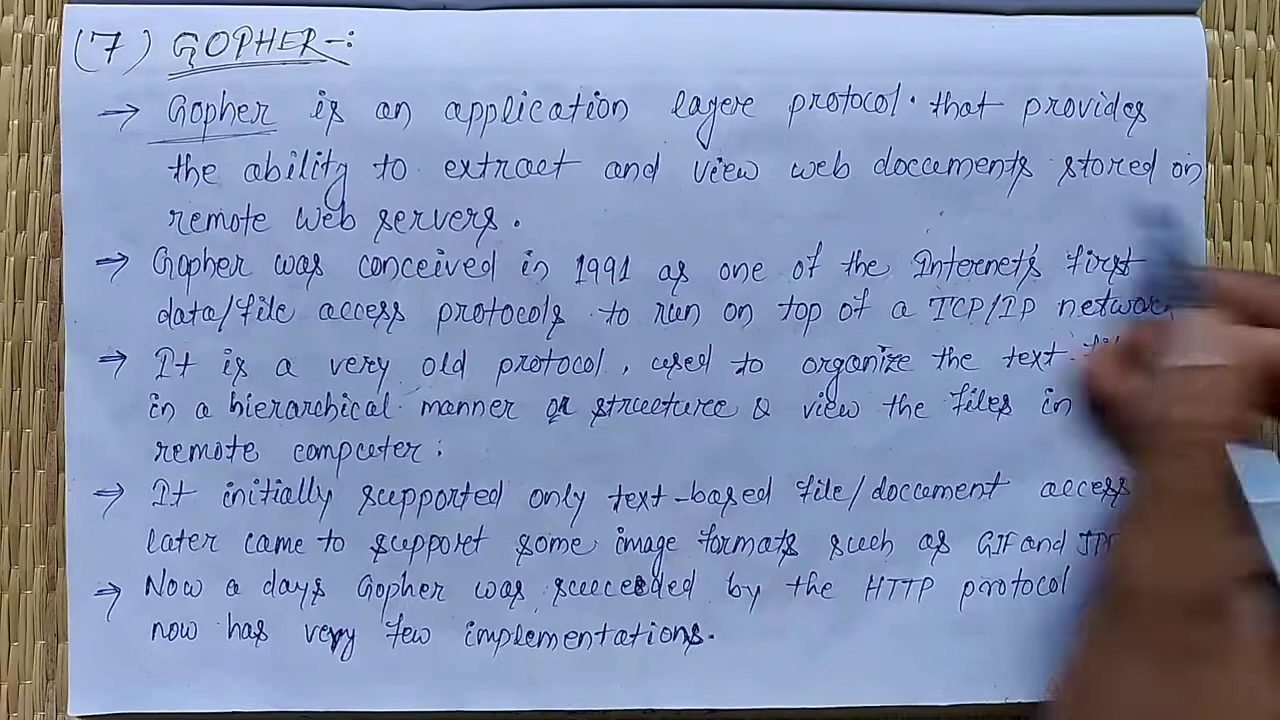 (7) GOPHER-:
→ Gopher is an application layer protocol. that provides
the ability to extract and view web documents stored on
remote web servers.
→ Gopher was conceived in 1991 as one of the Internet's first
data/file access protocols to run on top of a TCP/IP
→ It is a very old protocol, used to organize the text
in a hierarchical manner or structure & view the files in
remote computer.
→ It initially supported only text-based file/document access
later came to support some image formats such as GIF and
→ Now a days Gopher was succeeded by the HTTP protocol
now has very few implementations.